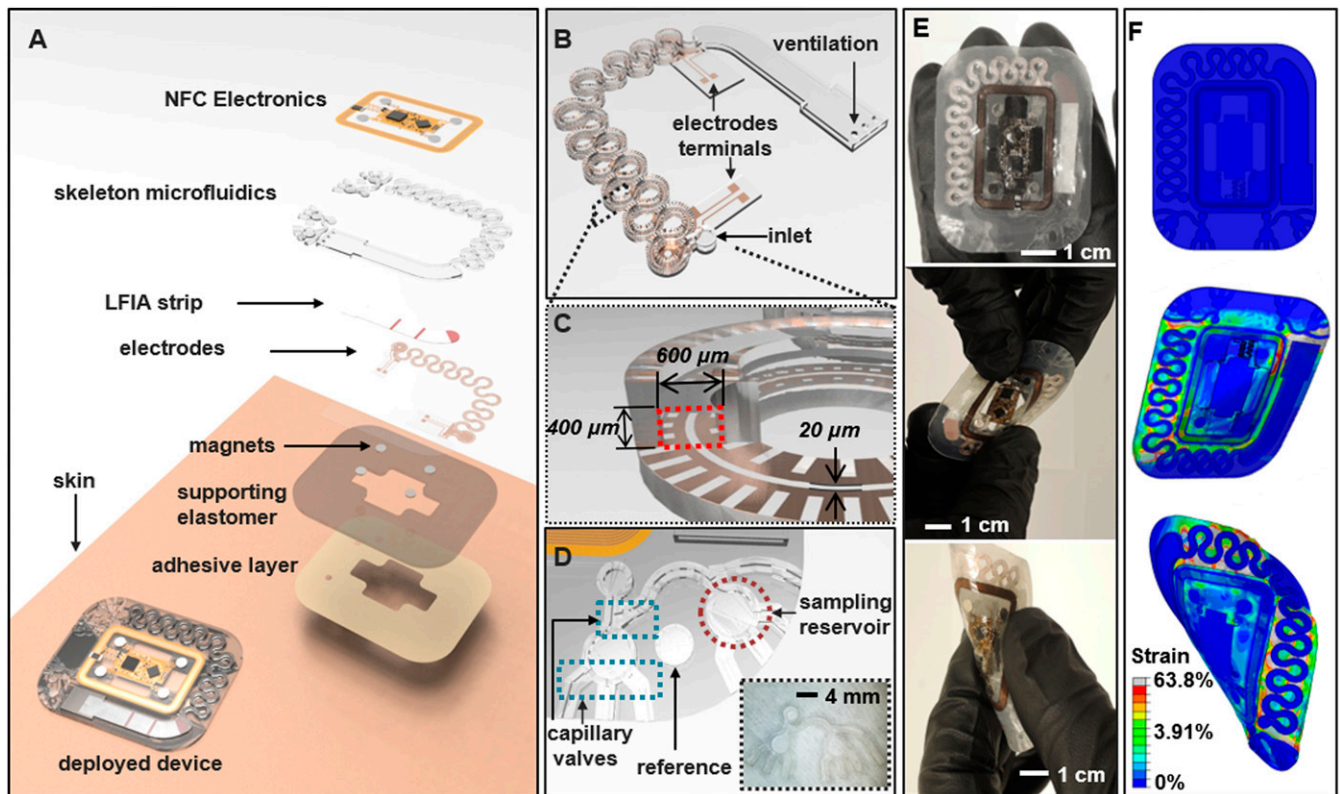 A
NFC Electronics
skeleton microfluidics
LFIA strip
electrodes
magnets
skin
supporting
elastomer
adhesive layer
deployed device
B
ventilation
electrodes
terminals
inlet
C
600 µm
400 µm
20 µm
D
sampling
reservoir
4 mm
capillary
valves
reference
E
1 cm
1 cm
1 cm
F
Strain
63.8%
3.91%
0%